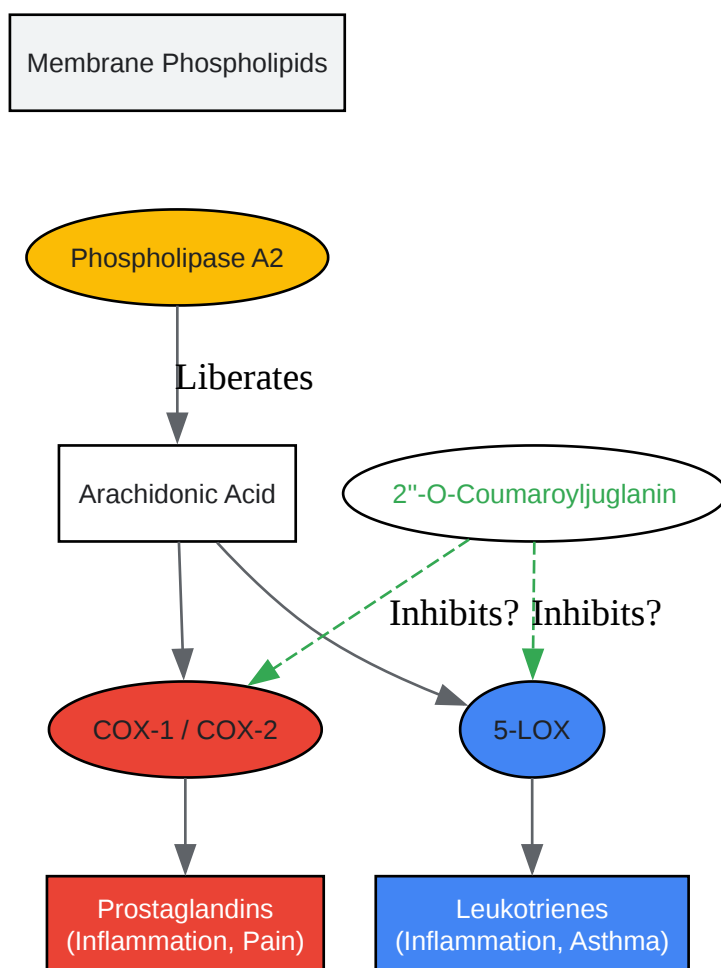 Membrane Phospholipids
Phospholipase A2
Liberates
Arachidonic Acid
2"-O-Coumaroyljuglanin
Inhibits?
Inhibits?
COX-1 / COX-2
5-LOX
Prostaglandins
(Inflammation, Pain)
Leukotrienes
(Inflammation, Asthma)